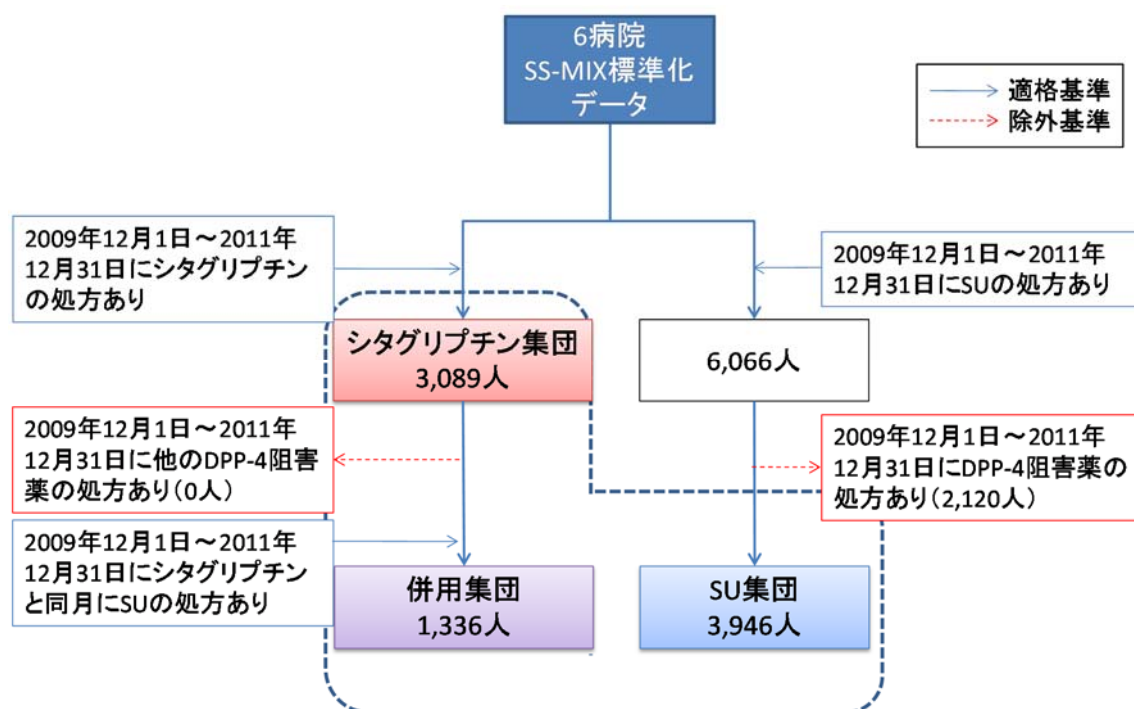 6病院
SS-MIX標準化
データ
適格基準
除外基準
2009年12月1日～2011年
12月31日にシタグリプチン
の処方あり
2009年12月1日～2011年
12月31日にSUの処方あり
シタグリプチン集団
3,089人
6,066人
2009年12月1日～2011年
12月31日に他のDPP-4阻害
薬の処方あり(0人)
2009年12月1日～2011年
12月31日にDPP-4阻害薬の
処方あり(2,120人)
2009年12月1日～2011年
12月31日にシタグリプチン
と同月にSUの処方あり
併用集団
1,336人
SU集団
3,946人